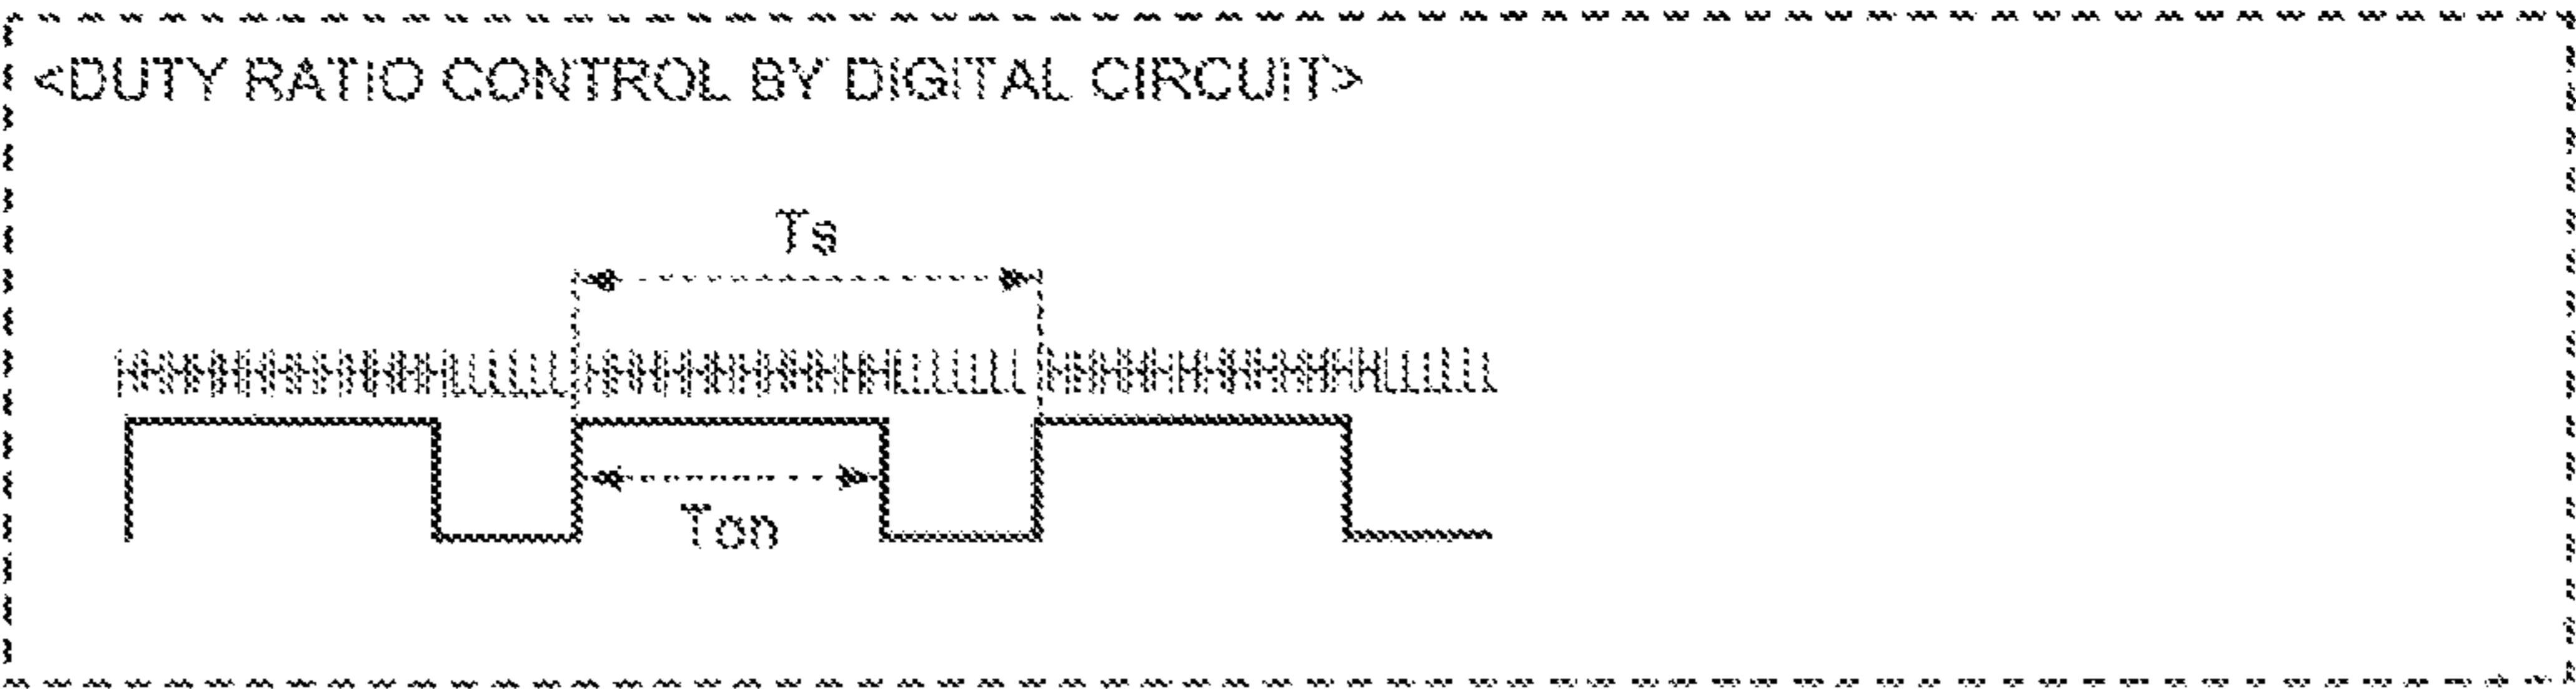 <DUTY RATIO CONTROL BY DIGITAL CIRCUIT>
Ts
Ton